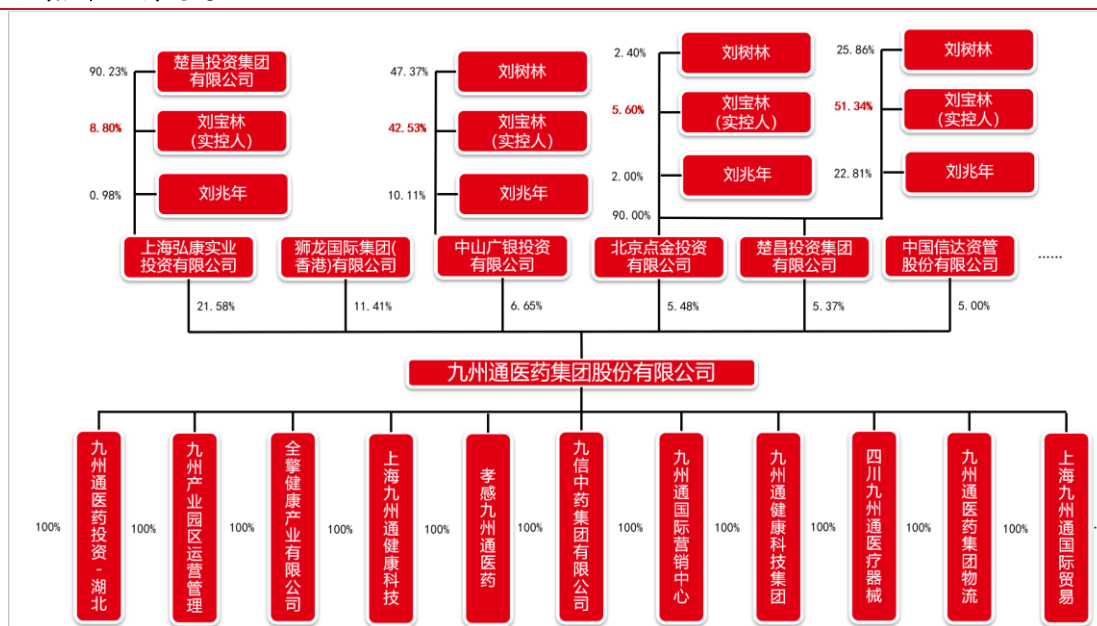 楚昌投资集团
有限公司
90.23%
刘宝林
(实控人)
8.80%
刘兆年
0.98%
刘树林
47.37%
刘宝林
(实控人)
42.53%
刘兆年
10.11%
刘树林
2.40%
刘宝林
(实控人)
5.60%
刘兆年
2.00%
90.00%
刘树林
25.86%
刘宝林
(实控人)
51.34%
刘兆年
22.81%
上海弘康实业
投资有限公司
狮龙国际集团(
香港)有限公司
中山广银投资
有限公司
北京点金投资
有限公司
楚昌投资集团
有限公司
中国信达资管
股份有限公司
......
21.58%
11.41%
6.65%
5.48%
5.37%
5.00%
九州通医药集团股份有限公司
100%
九州通医药投资-湖北
100%
九州产业园区运营管理
100%
全擎健康产业有限公司
100%
上海九州通健康科技
100%
孝感九州通医药
100%
九信中药集团有限公司
100%
九州通国际营销中心
100%
九州通健康科技集团
100%
四川九州通医疗器械
100%
九州通医药集团物流
100%
上海九州通国际贸易